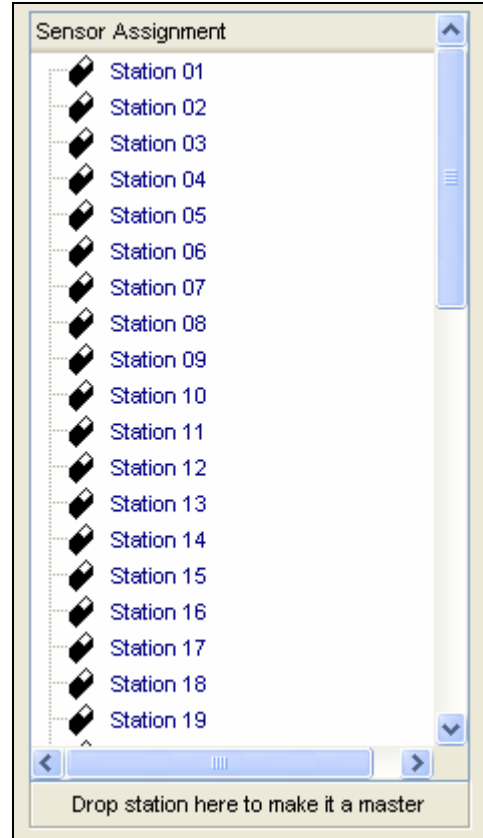 Sensor Assignment
Station 01
Station 02
Station 03
Station 04
Station 05
Station 06
Station 07
Station 08
Station 09
Station 10
Station 11
Station 12
Station 13
Station 14
Station 15
Station 16
Station 17
Station 18
Station 19
Drop station here to make it a master